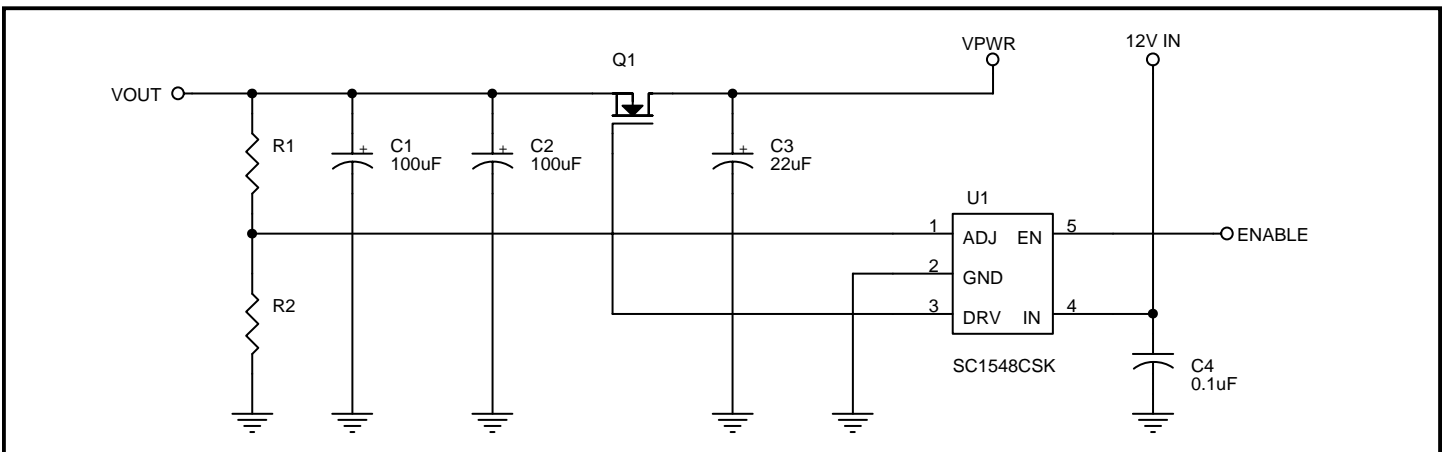 VPWR
12V IN
Q1
VOUT
R1
+ C1
100uF
+ C2
100uF
+ C3
22uF
U1
1 ADJ EN 5
ENABLE
2 GND
R2
3 DRV IN 4
SC1548CSK
C4
0.1uF